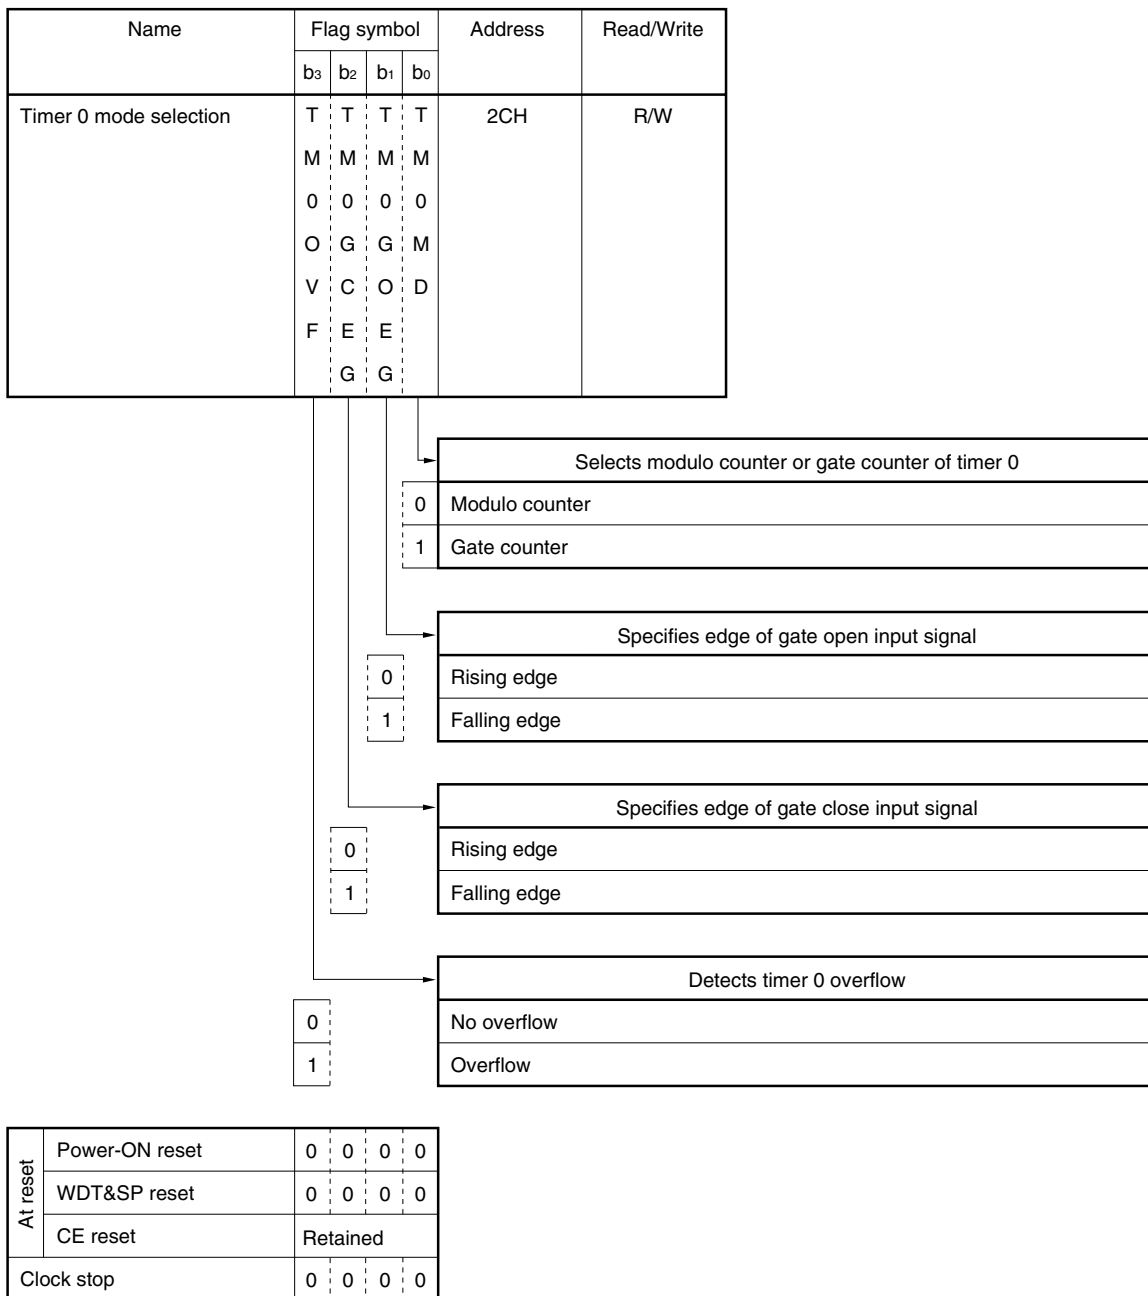 Name Flag symbol Address Read/Write
b3 b2 b1 b0
Timer 0 mode selection T T T T 2CH R/W
M M M M
0 0 0 0
O G G M
V C O D
F E E
G G
Selects modulo counter or gate counter of timer 0
0 Modulo counter
1 Gate counter
Specifies edge of gate open input signal
0 Rising edge
1 Falling edge
Specifies edge of gate close input signal
0 Rising edge
1 Falling edge
Detects timer 0 overflow
0 No overflow
1 Overflow
At reset
Power-ON reset 0 0 0 0
WDT&SP reset 0 0 0 0
CE reset Retained
Clock stop 0 0 0 0